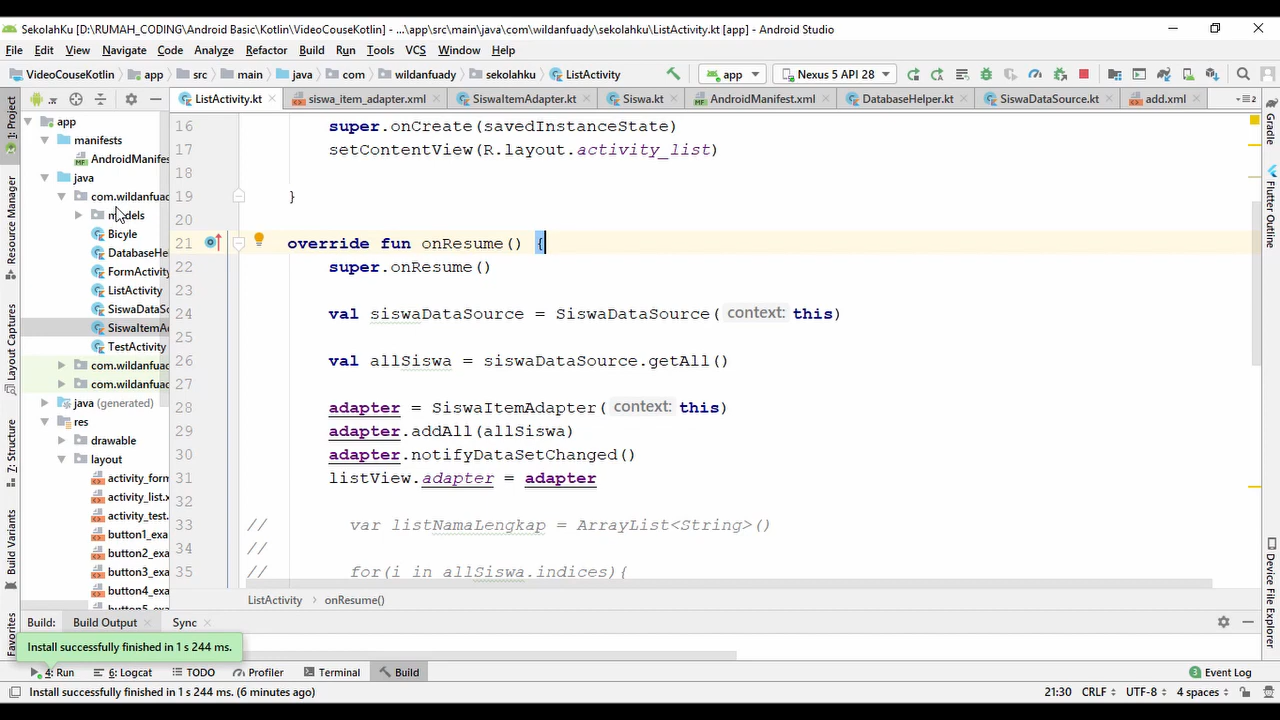 SekolahKu [D:\RUMAH_CODING\Android Basic\Kotlin\VideoCouseKotlin] - ...\app\src\main\java\com\wildanfuady\sekolahku\ListActivity.kt [app] - Android Studio
File Edit View Navigate Code Analyze Refactor Build Run Tools VCS Window Help
VideoCouseKotlin app src main java com wildanfuady sekolahku ListActivity app Nexus 5 API 28
ListActivity.kt siswa_item_adapter.xml SiswaItemAdapter.kt Siswa.kt AndroidManifest.xml DatabaseHelper.kt SiswaDataSource.kt add.xml
1: Project
Resource Manager
Layout Captures
Z: Structure
Build Variants
Favorites
app
manifests
AndroidManifes
java
com.wildanfuad
models
Bicyle
DatabaseHe
FormActivity
ListActivity
SiswaDataSo
SiswaItemAd
TestActivity
com.wildanfuad
com.wildanfuad
java (generated)
res
drawable
layout
activity_form
activity_list.x
activity_test.
button1_exa
button2_exa
button3_exa
button4_exa
button5_exa
16 super.onCreate(savedInstanceState)
17 setContentView(R.layout.activity_list)
18
19 }
20
21 override fun onResume() {
22 super.onResume()
23
24 val siswaDataSource = SiswaDataSource( context: this)
25
26 val allSiswa = siswaDataSource.getAll()
27
28 adapter = SiswaItemAdapter( context: this)
29 adapter.addAll(allSiswa)
30 adapter.notifyDataSetChanged()
31 listView.adapter = adapter
32
33 // var listNamaLengkap = ArrayList<String>()
34 //
35 // for(i in allSiswa.indices){
ListActivity onResume()
Gradle
Flutter Outline
Device File Explorer
Build: Build Output Sync
Install successfully finished in 1 s 244 ms.
4: Run 6: Logcat TODO Profiler Terminal Build 3 Event Log
Install successfully finished in 1 s 244 ms. (6 minutes ago) 21:30 CRLF UTF-8 4 spaces